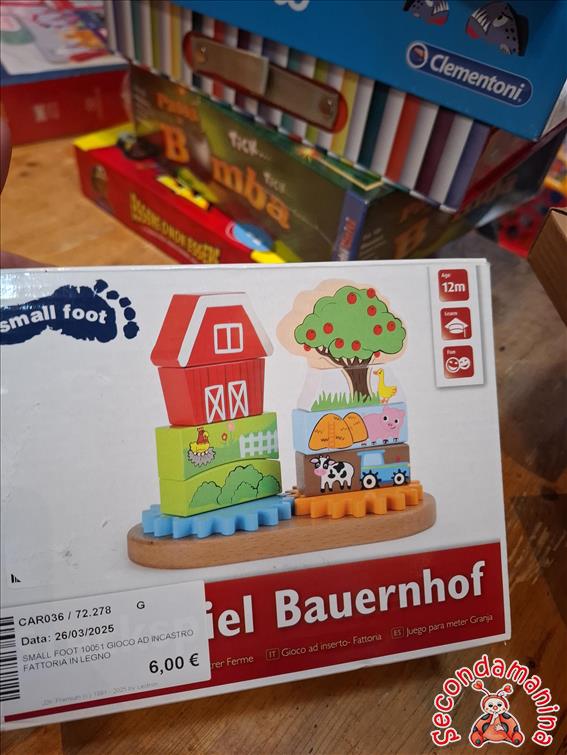 Clementoni
Tick...
Tick...
Bomba
small foot
Age:
12m
Learn
Fun
Bauernhof
Ferme
IT Gioco ad inserto- Fattoria
ES Juego para meter Granja
CAR036 / 72.278 G
Data: 26/03/2025
SMALL FOOT 10051 GIOCO AD INCASTRO
FATTORIA IN LEGNO
6,00 €
Secondamanina